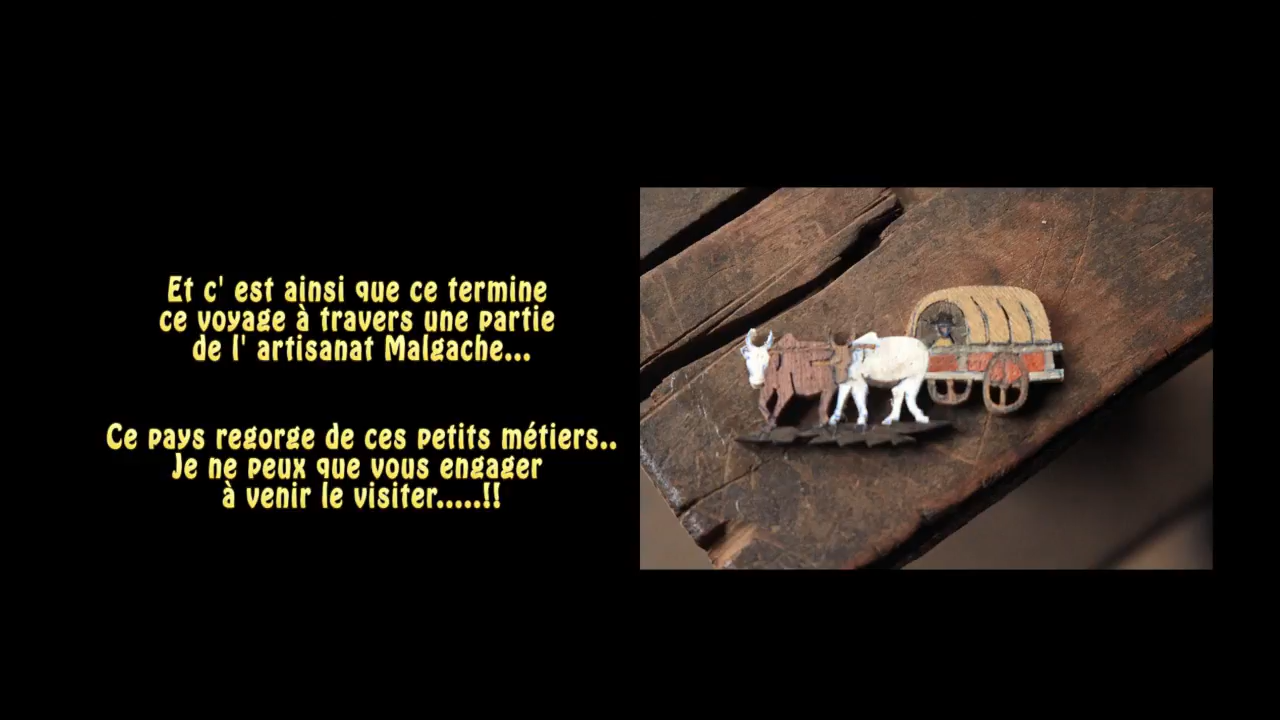 Et c' est ainsi que ce termine
ce voyage à travers une partie
de l' artisanat Malgache...
Ce pays regorge de ces petits métiers..
Je ne peux que vous engager
à venir le visiter.....!!